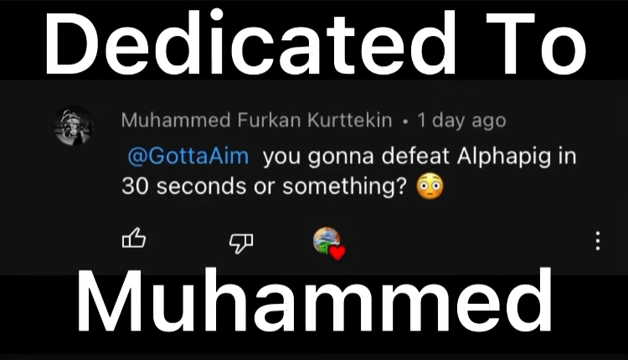 Dedicated To
Muhammed Furkan Kurttekin • 1 day ago
@GottaAim you gonna defeat Alphapig in
30 seconds or something? 😳
Muhammed